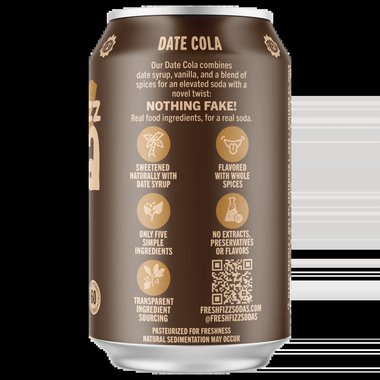 DATE COLA
Our Date Cola combines
date syrup, vanilla, and a blend of
spices for an elevated soda with a
novel twist:
NOTHING FAKE!
Real food ingredients, for a real soda.
SWEETENED
NATURALLY WITH
DATE SYRUP
FLAVORED
WITH WHOLE
SPICES
ONLY FIVE
SIMPLE
INGREDIENTS
NO EXTRACTS,
PRESERVATIVES
OR FLAVORS
TRANSPARENT
INGREDIENT
SOURCING
FRESHFIZZSODAS.COM
@FRESHFIZZSODAS
PASTEURIZED FOR FRESHNESS
NATURAL SEDIMENTATION MAY OCCUR
60